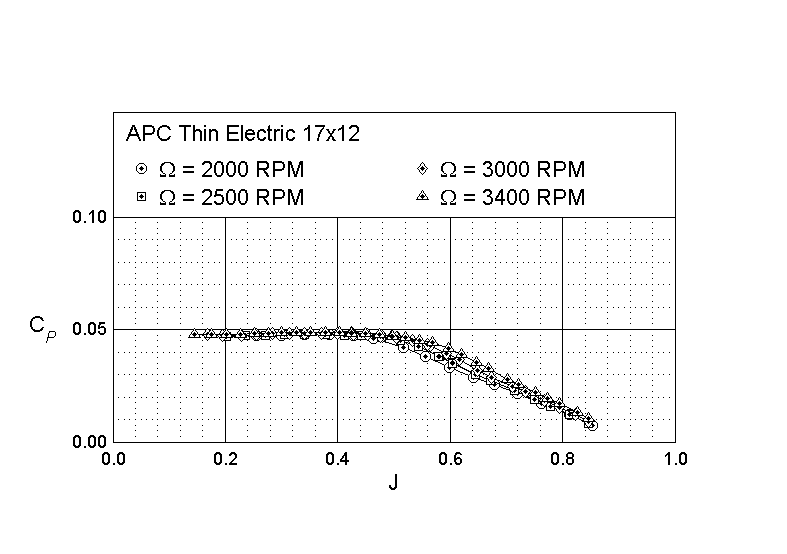 APC Thin Electric 17x12
Ω = 2000 RPM
Ω = 3000 RPM
Ω = 2500 RPM
Ω = 3400 RPM
0.10
0.05
C_P
0.00
0.0 0.2 0.4 0.6 0.8 1.0
J